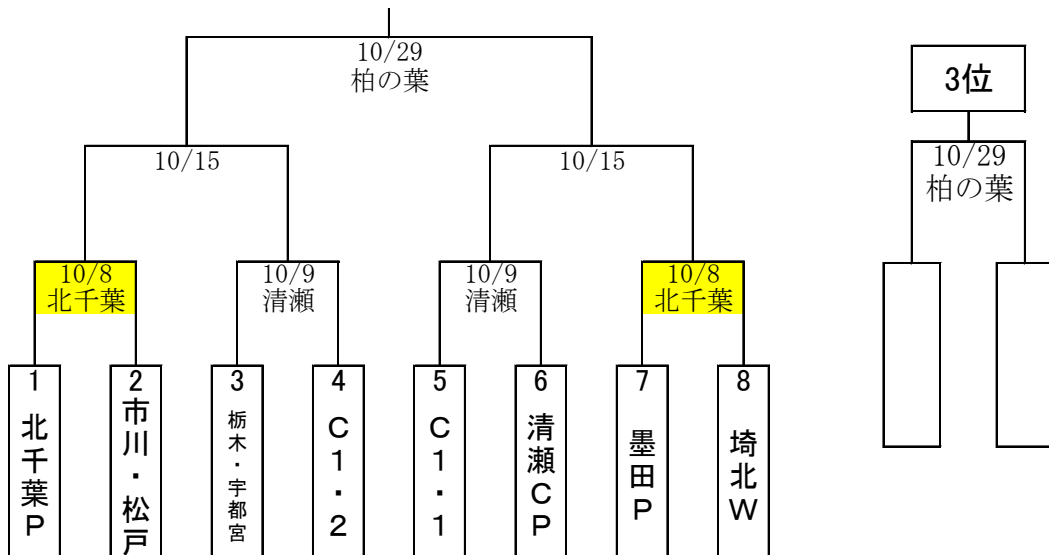 10/29
柏の葉
3位
10/29
柏の葉
10/15
10/15
10/8
北千葉
10/9
清瀬
10/9
清瀬
10/8
北千葉
1
北千葉P
2
市川・松戸
3
栃木・宇都宮
4
C1・2
5
C1・1
6
清瀬CP
7
墨田P
8
埼北W